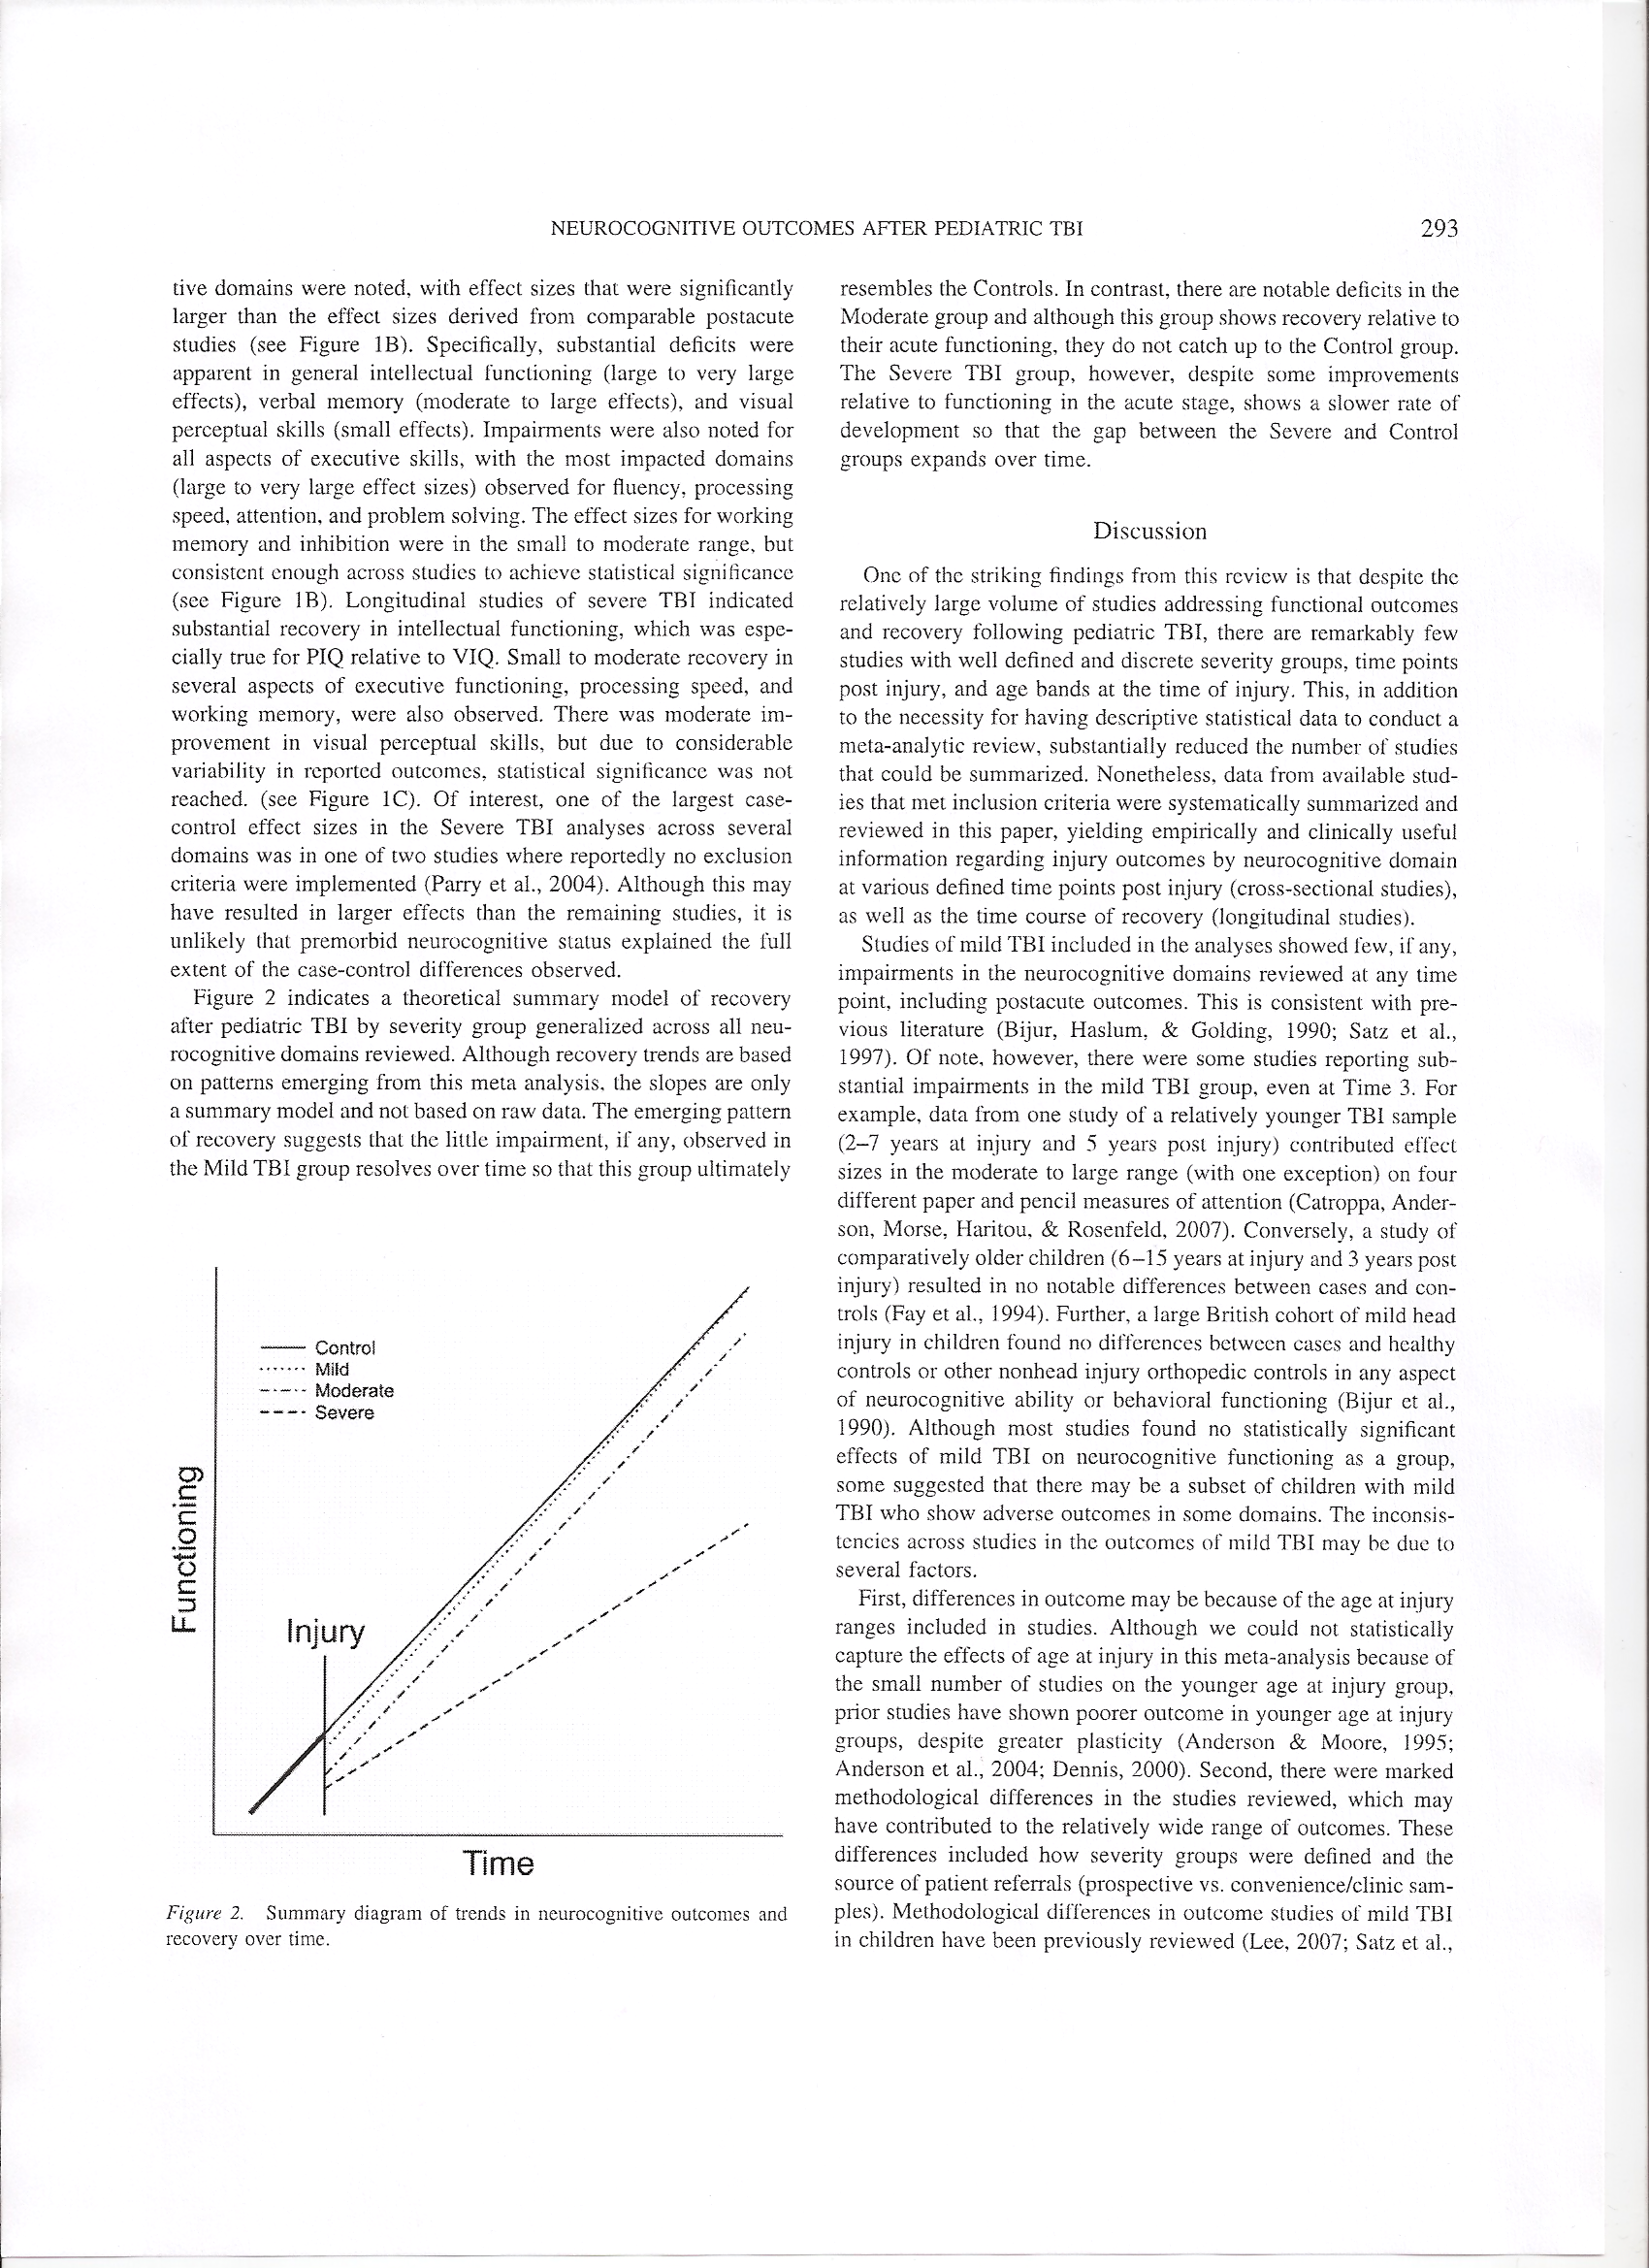 NEUROCOGNITIVE OUTCOMES AFTER PEDIATRIC TBI
293
tive domains were noted, with effect sizes that were significantly
larger than the effect sizes derived from comparable postacute
studies (see Figure 1B). Specifically, substantial deficits were
apparent in general intellectual functioning (large to very large
effects), verbal memory (moderate to large effects), and visual
perceptual skills (small effects). Impairments were also noted for
all aspects of executive skills, with the most impacted domains
(large to very large effect sizes) observed for fluency, processing
speed, attention, and problem solving. The effect sizes for working
memory and inhibition were in the small to moderate range, but
consistent enough across studies to achieve statistical significance
(see Figure 1B). Longitudinal studies of severe TBI indicated
substantial recovery in intellectual functioning, which was espe-
cially true for PIQ relative to VIQ. Small to moderate recovery in
several aspects of executive functioning, processing speed, and
working memory, were also observed. There was moderate im-
provement in visual perceptual skills, but due to considerable
variability in reported outcomes, statistical significance was not
reached. (see Figure 1C). Of interest, one of the largest case-
control effect sizes in the Severe TBI analyses across several
domains was in one of two studies where reportedly no exclusion
criteria were implemented (Parry et al., 2004). Although this may
have resulted in larger effects than the remaining studies, it is
unlikely that premorbid neurocognitive status explained the full
extent of the case-control differences observed.
Figure 2 indicates a theoretical summary model of recovery
after pediatric TBI by severity group generalized across all neu-
rocognitive domains reviewed. Although recovery trends are based
on patterns emerging from this meta analysis, the slopes are only
a summary model and not based on raw data. The emerging pattern
of recovery suggests that the little impairment, if any, observed in
the Mild TBI group resolves over time so that this group ultimately
Control
Mild
Moderate
Severe
Functioning
Injury
Time
Figure 2. Summary diagram of trends in neurocognitive outcomes and
recovery over time.
resembles the Controls. In contrast, there are notable deficits in the
Moderate group and although this group shows recovery relative to
their acute functioning, they do not catch up to the Control group.
The Severe TBI group, however, despite some improvements
relative to functioning in the acute stage, shows a slower rate of
development so that the gap between the Severe and Control
groups expands over time.
Discussion
One of the striking findings from this review is that despite the
relatively large volume of studies addressing functional outcomes
and recovery following pediatric TBI, there are remarkably few
studies with well defined and discrete severity groups, time points
post injury, and age bands at the time of injury. This, in addition
to the necessity for having descriptive statistical data to conduct a
meta-analytic review, substantially reduced the number of studies
that could be summarized. Nonetheless, data from available stud-
ies that met inclusion criteria were systematically summarized and
reviewed in this paper, yielding empirically and clinically useful
information regarding injury outcomes by neurocognitive domain
at various defined time points post injury (cross-sectional studies),
as well as the time course of recovery (longitudinal studies).
Studies of mild TBI included in the analyses showed few, if any,
impairments in the neurocognitive domains reviewed at any time
point, including postacute outcomes. This is consistent with pre-
vious literature (Bijur, Haslum, & Golding, 1990; Satz et al.,
1997). Of note, however, there were some studies reporting sub-
stantial impairments in the mild TBI group, even at Time 3. For
example, data from one study of a relatively younger TBI sample
(2–7 years at injury and 5 years post injury) contributed effect
sizes in the moderate to large range (with one exception) on four
different paper and pencil measures of attention (Catroppa, Ander-
son, Morse, Haritou, & Rosenfeld, 2007). Conversely, a study of
comparatively older children (6–15 years at injury and 3 years post
injury) resulted in no notable differences between cases and con-
trols (Fay et al., 1994). Further, a large British cohort of mild head
injury in children found no differences between cases and healthy
controls or other nonhead injury orthopedic controls in any aspect
of neurocognitive ability or behavioral functioning (Bijur et al.,
1990). Although most studies found no statistically significant
effects of mild TBI on neurocognitive functioning as a group,
some suggested that there may be a subset of children with mild
TBI who show adverse outcomes in some domains. The inconsis-
tencies across studies in the outcomes of mild TBI may be due to
several factors.
First, differences in outcome may be because of the age at injury
ranges included in studies. Although we could not statistically
capture the effects of age at injury in this meta-analysis because of
the small number of studies on the younger age at injury group,
prior studies have shown poorer outcome in younger age at injury
groups, despite greater plasticity (Anderson & Moore, 1995;
Anderson et al., 2004; Dennis, 2000). Second, there were marked
methodological differences in the studies reviewed, which may
have contributed to the relatively wide range of outcomes. These
differences included how severity groups were defined and the
source of patient referrals (prospective vs. convenience/clinic sam-
ples). Methodological differences in outcome studies of mild TBI
in children have been previously reviewed (Lee, 2007; Satz et al.,